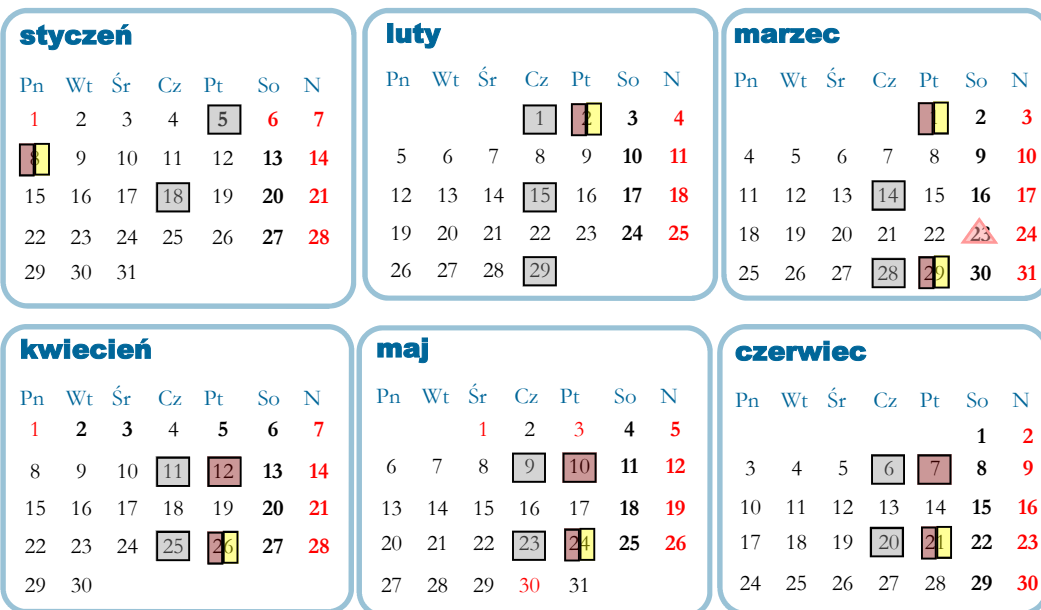 styczeń
Pn Wt Śr Cz Pt So N
1 2 3 4 5 6 7
8 9 10 11 12 13 14
15 16 17 18 19 20 21
22 23 24 25 26 27 28
29 30 31
luty
Pn Wt Śr Cz Pt So N
1 2 3 4
5 6 7 8 9 10 11
12 13 14 15 16 17 18
19 20 21 22 23 24 25
26 27 28 29
marzec
Pn Wt Śr Cz Pt So N
1 2 3
4 5 6 7 8 9 10
11 12 13 14 15 16 17
18 19 20 21 22 23 24
25 26 27 28 29 30 31
kwiecień
Pn Wt Śr Cz Pt So N
1 2 3 4 5 6 7
8 9 10 11 12 13 14
15 16 17 18 19 20 21
22 23 24 25 26 27 28
29 30
maj
Pn Wt Śr Cz Pt So N
1 2 3 4 5
6 7 8 9 10 11 12
13 14 15 16 17 18 19
20 21 22 23 24 25 26
27 28 29 30 31
czerwiec
Pn Wt Śr Cz Pt So N
1 2
3 4 5 6 7 8 9
10 11 12 13 14 15 16
17 18 19 20 21 22 23
24 25 26 27 28 29 30